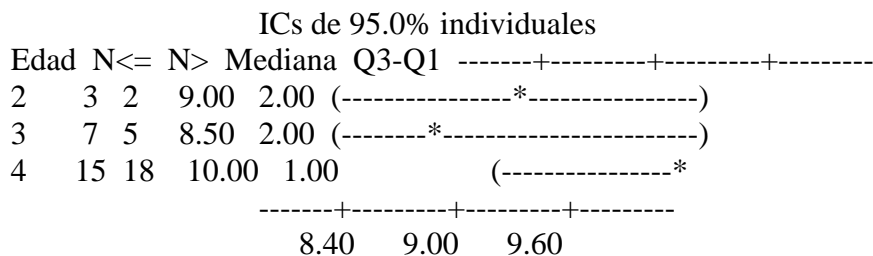 ICs de 95.0% individuales
Edad N<= N> Mediana Q3-Q1 -------+---------+---------+---------
2 3 2 9.00 2.00 (-----------------*-----------------)
3 7 5 8.50 2.00 (--------*-------------------------)
4 15 18 10.00 1.00 (-----------------*
-------+---------+---------+---------
8.40 9.00 9.60